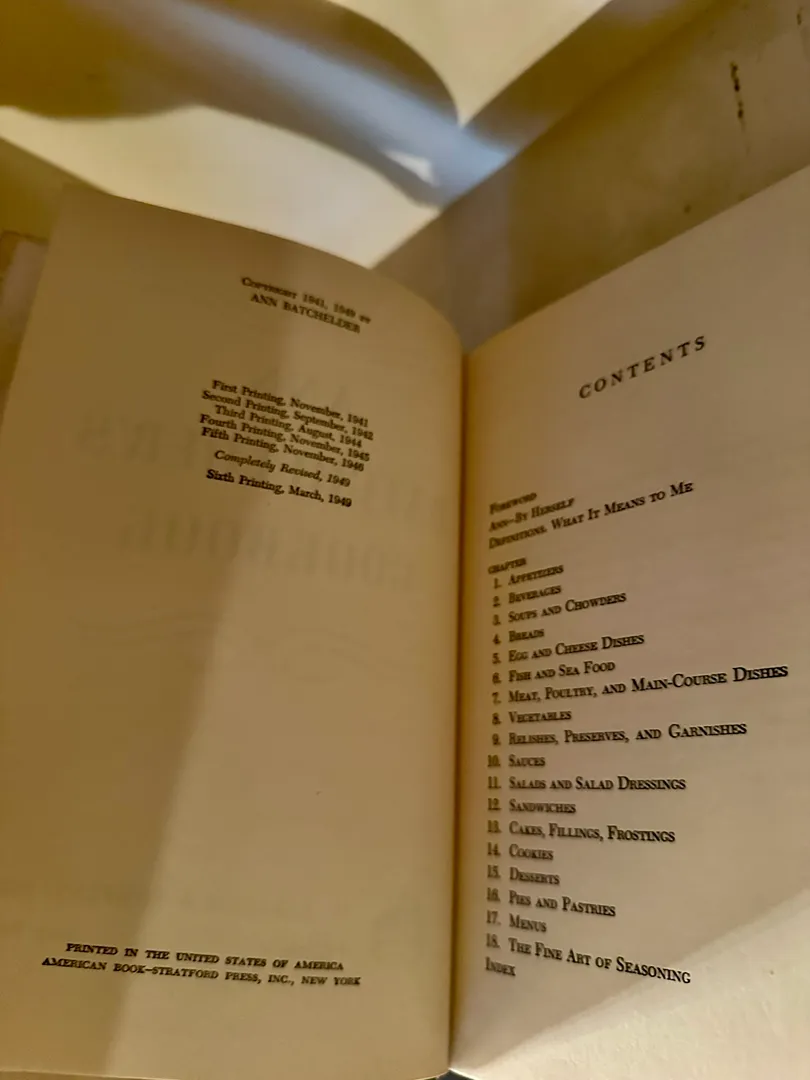 COPYRIGHT 1941, 1949 BY
ANN BATCHELDER
First Printing, November, 1941
Second Printing, September, 1942
Third Printing, August, 1944
Fourth Printing, November, 1945
Fifth Printing, November, 1946
Completely Revised, 1949
Sixth Printing, March, 1949
PRINTED IN THE UNITED STATES OF AMERICA
AMERICAN BOOK–STRATFORD PRESS, INC., NEW YORK
CONTENTS
FOREWORD
ANN—BY HERSELF
DEFINITIONS. WHAT IT MEANS TO ME
CHAPTER
1. APPETIZERS
2. BEVERAGES
3. SOUPS AND CHOWDERS
4. BREADS
5. EGG AND CHEESE DISHES
6. FISH AND SEA FOOD
7. MEAT, POULTRY, AND MAIN-COURSE DISHES
8. VEGETABLES
9. RELISHES, PRESERVES, AND GARNISHES
10. SAUCES
11. SALADS AND SALAD DRESSINGS
12. SANDWICHES
13. CAKES, FILLINGS, FROSTINGS
14. COOKIES
15. DESSERTS
16. PIES AND PASTRIES
17. MENUS
18. THE FINE ART OF SEASONING
INDEX